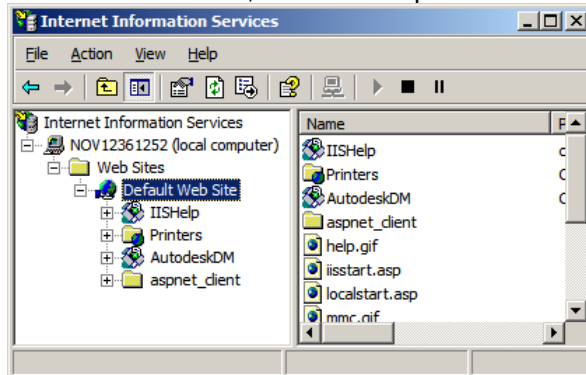 Internet Information Services
File Action View Help
Internet Information Services
NOV12361252 (local computer)
Web Sites
Default Web Site
IISHelp
Printers
AutodeskDM
aspnet_client
Name
IISHelp
Printers
AutodeskDM
aspnet_client
help.gif
iisstart.asp
localstart.asp
mmc.gif